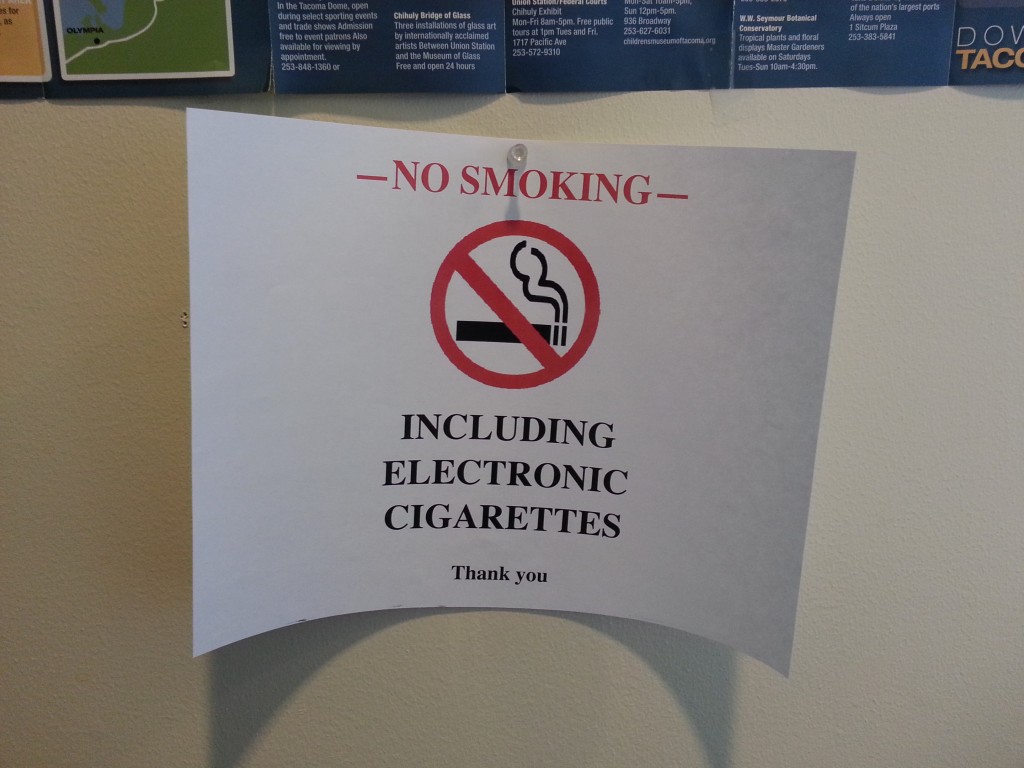 OLYMPIA
In the Tacoma Dome, open
during select sporting events
and trade shows Admission
free to event patrons Also
available for viewing by
appointment.
253-848-1360 or
Chihuly Bridge of Glass
Three installations of glass art
by internationally acclaimed
artists Between Union Station
and the Museum of Glass
Free and open 24 hours
Union Station/Federal Courts
Chihuly Exhibit
Mon-Fri 8am-5pm. Free public
tours at 1pm Tues and Fri.
1717 Pacific Ave
253-572-9310
Mon-Sat 10am-5pm,
Sun 12pm-5pm.
936 Broadway
253-627-6031
childrensmuseumoftacoma.org
W.W. Seymour Botanical
Conservatory
Tropical plants and floral
displays Master Gardeners
available on Saturdays
Tues-Sun 10am-4:30pm.
of the nation's largest ports
Always open
1 Sitcum Plaza
253-383-5841
DOW
TACO
—NO SMOKING—
INCLUDING
ELECTRONIC
CIGARETTES
Thank you